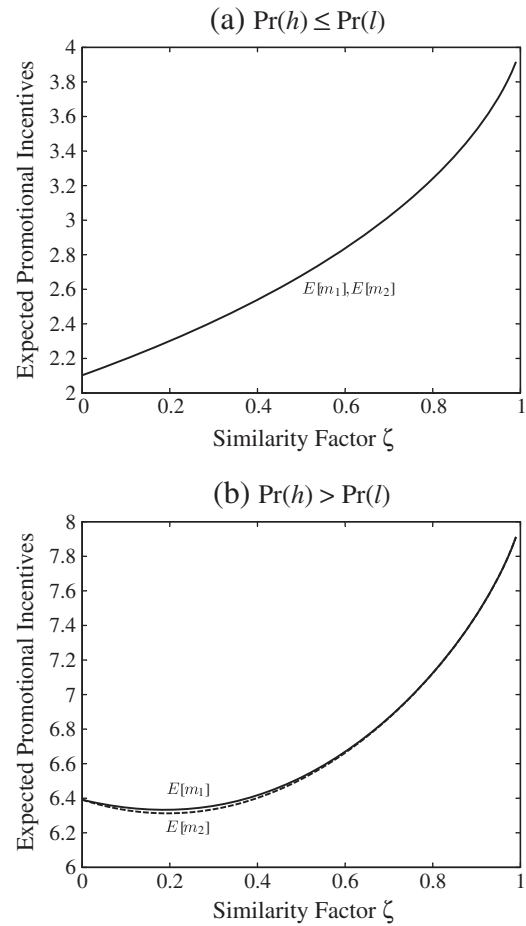 (a) Pr(h) ≤ Pr(l)
4
3.8
3.6
3.4
3.2
3
2.8
2.6
2.4
2.2
2
Expected Promotional Incentives
E[m₁],E[m₂]
0 0.2 0.4 0.6 0.8 1
Similarity Factor ζ
(b) Pr(h) > Pr(l)
8
7.8
7.6
7.4
7.2
7
6.8
6.6
6.4
6.2
6
Expected Promotional Incentives
E[m₁]
E[m₂]
0 0.2 0.4 0.6 0.8 1
Similarity Factor ζ